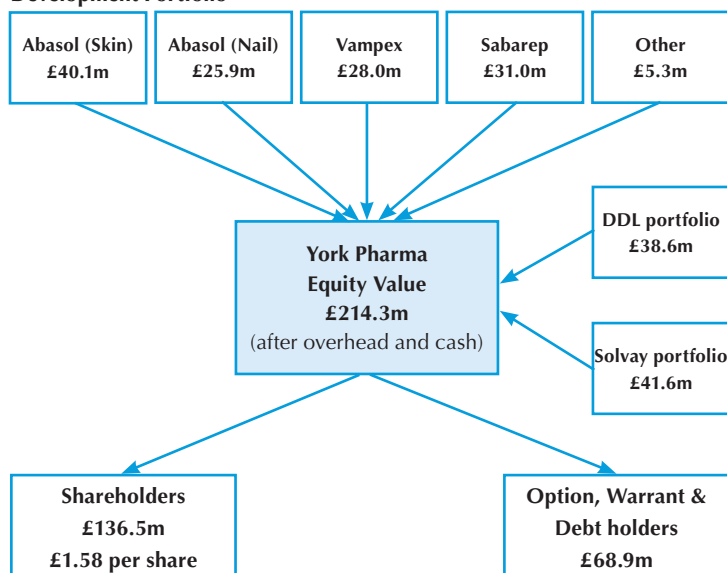 Development Portfolio
Abasol (Skin)
£40.1m
Abasol (Nail)
£25.9m
Vampex
£28.0m
Sabarep
£31.0m
Other
£5.3m
DDL portfolio
£38.6m
York Pharma
Equity Value
£214.3m
(after overhead and cash)
Solvay portfolio
£41.6m
Shareholders
£136.5m
£1.58 per share
Option, Warrant &
Debt holders
£68.9m